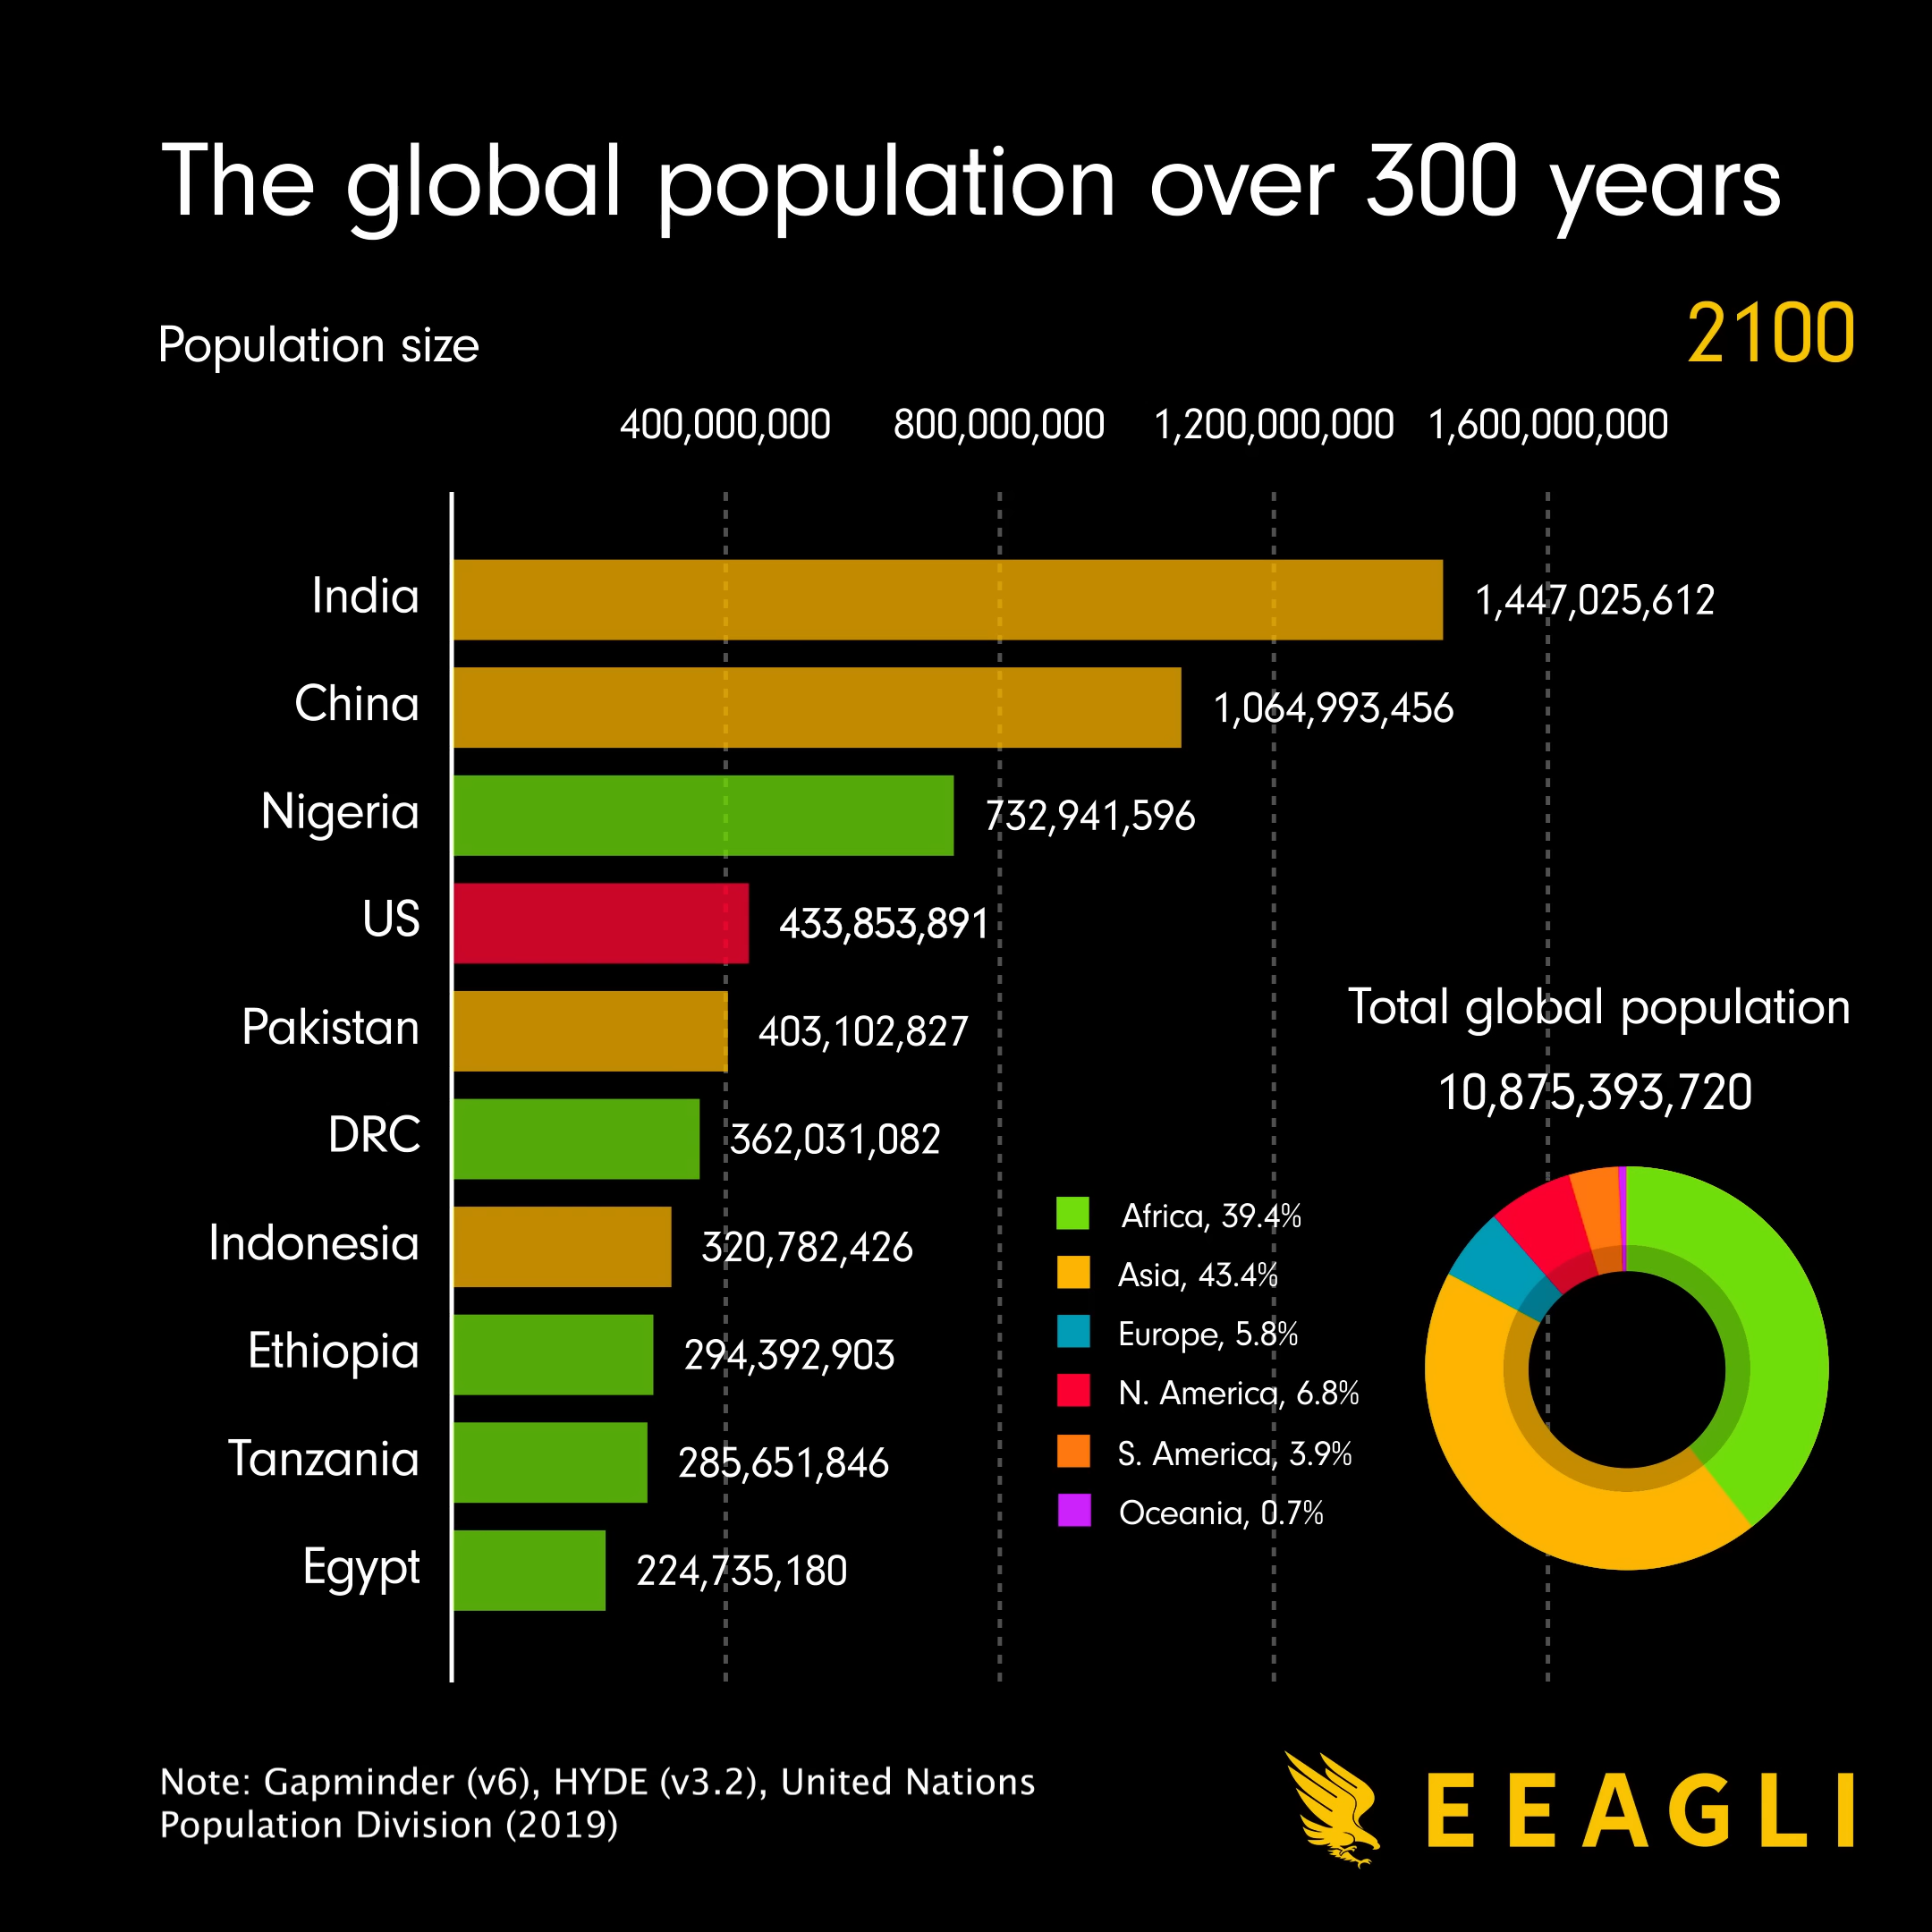 The global population over 300 years
Population size
2100
400,000,000 800,000,000 1,200,000,000 1,600,000,000
India 1,447,025,612
China 1,064,993,456
Nigeria 732,941,596
US 433,853,891
Pakistan 403,102,827
DRC 362,031,082
Indonesia 320,782,426
Ethiopia 294,392,903
Tanzania 285,651,846
Egypt 224,735,180
Total global population
10,875,393,720
Africa, 39.4%
Asia, 43.4%
Europe, 5.8%
N. America, 6.8%
S. America, 3.9%
Oceania, 0.7%
Note: Gapminder (v6), HYDE (v3.2), United Nations
Population Division (2019)
EEAGLI